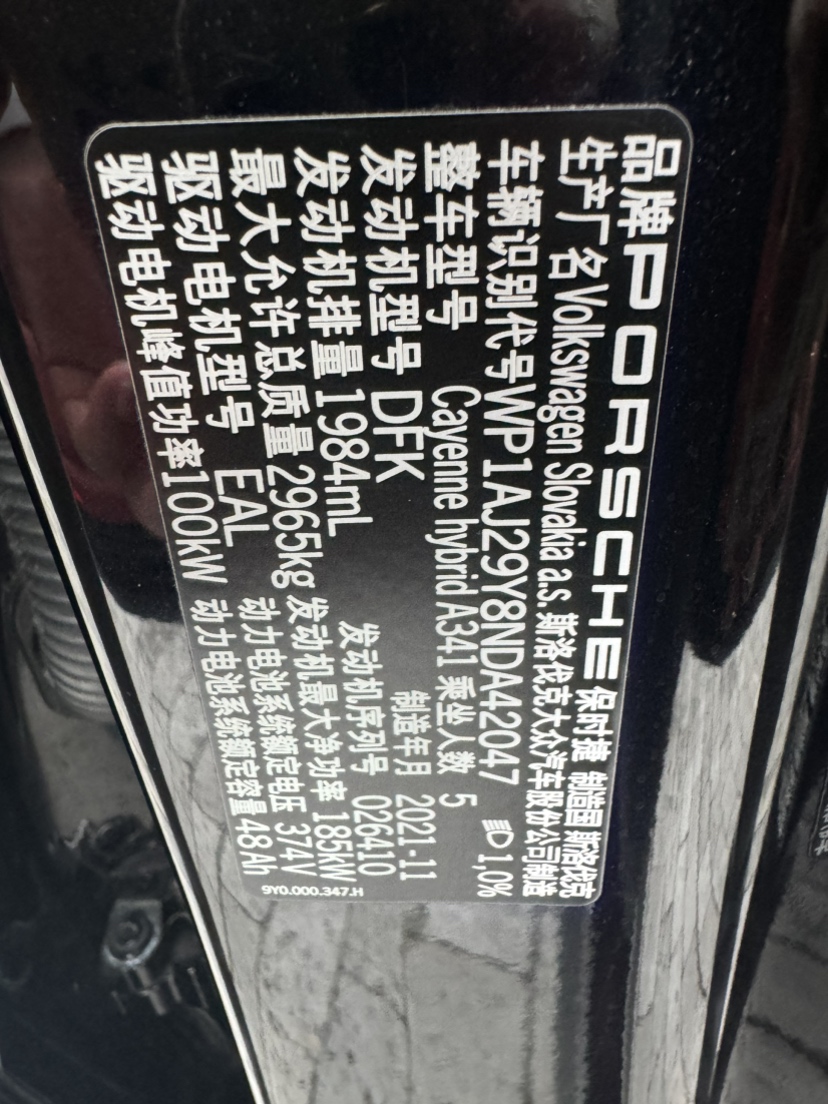 品牌 PORSCHE 保时捷 制造国 斯洛伐克
生产厂名 Volkswagen Slovakia a.s. 斯洛伐克大众汽车股份公司制造
车辆识别代号 WP1AJ29Y8NDA42047 1,0%
整车型号 Cayenne hybrid A341 乘坐人数 5
发动机型号 DFK 制造年月 2021-11
发动机排量 1984mL 发动机序列号 026410
最大允许总质量 2965kg 发动机最大净功率 185kW
驱动电机型号 EAL 动力电池系统额定电压 374V
驱动电机峰值功率 100kW 动力电池系统额定容量 48Ah
9Y0.000.347.H